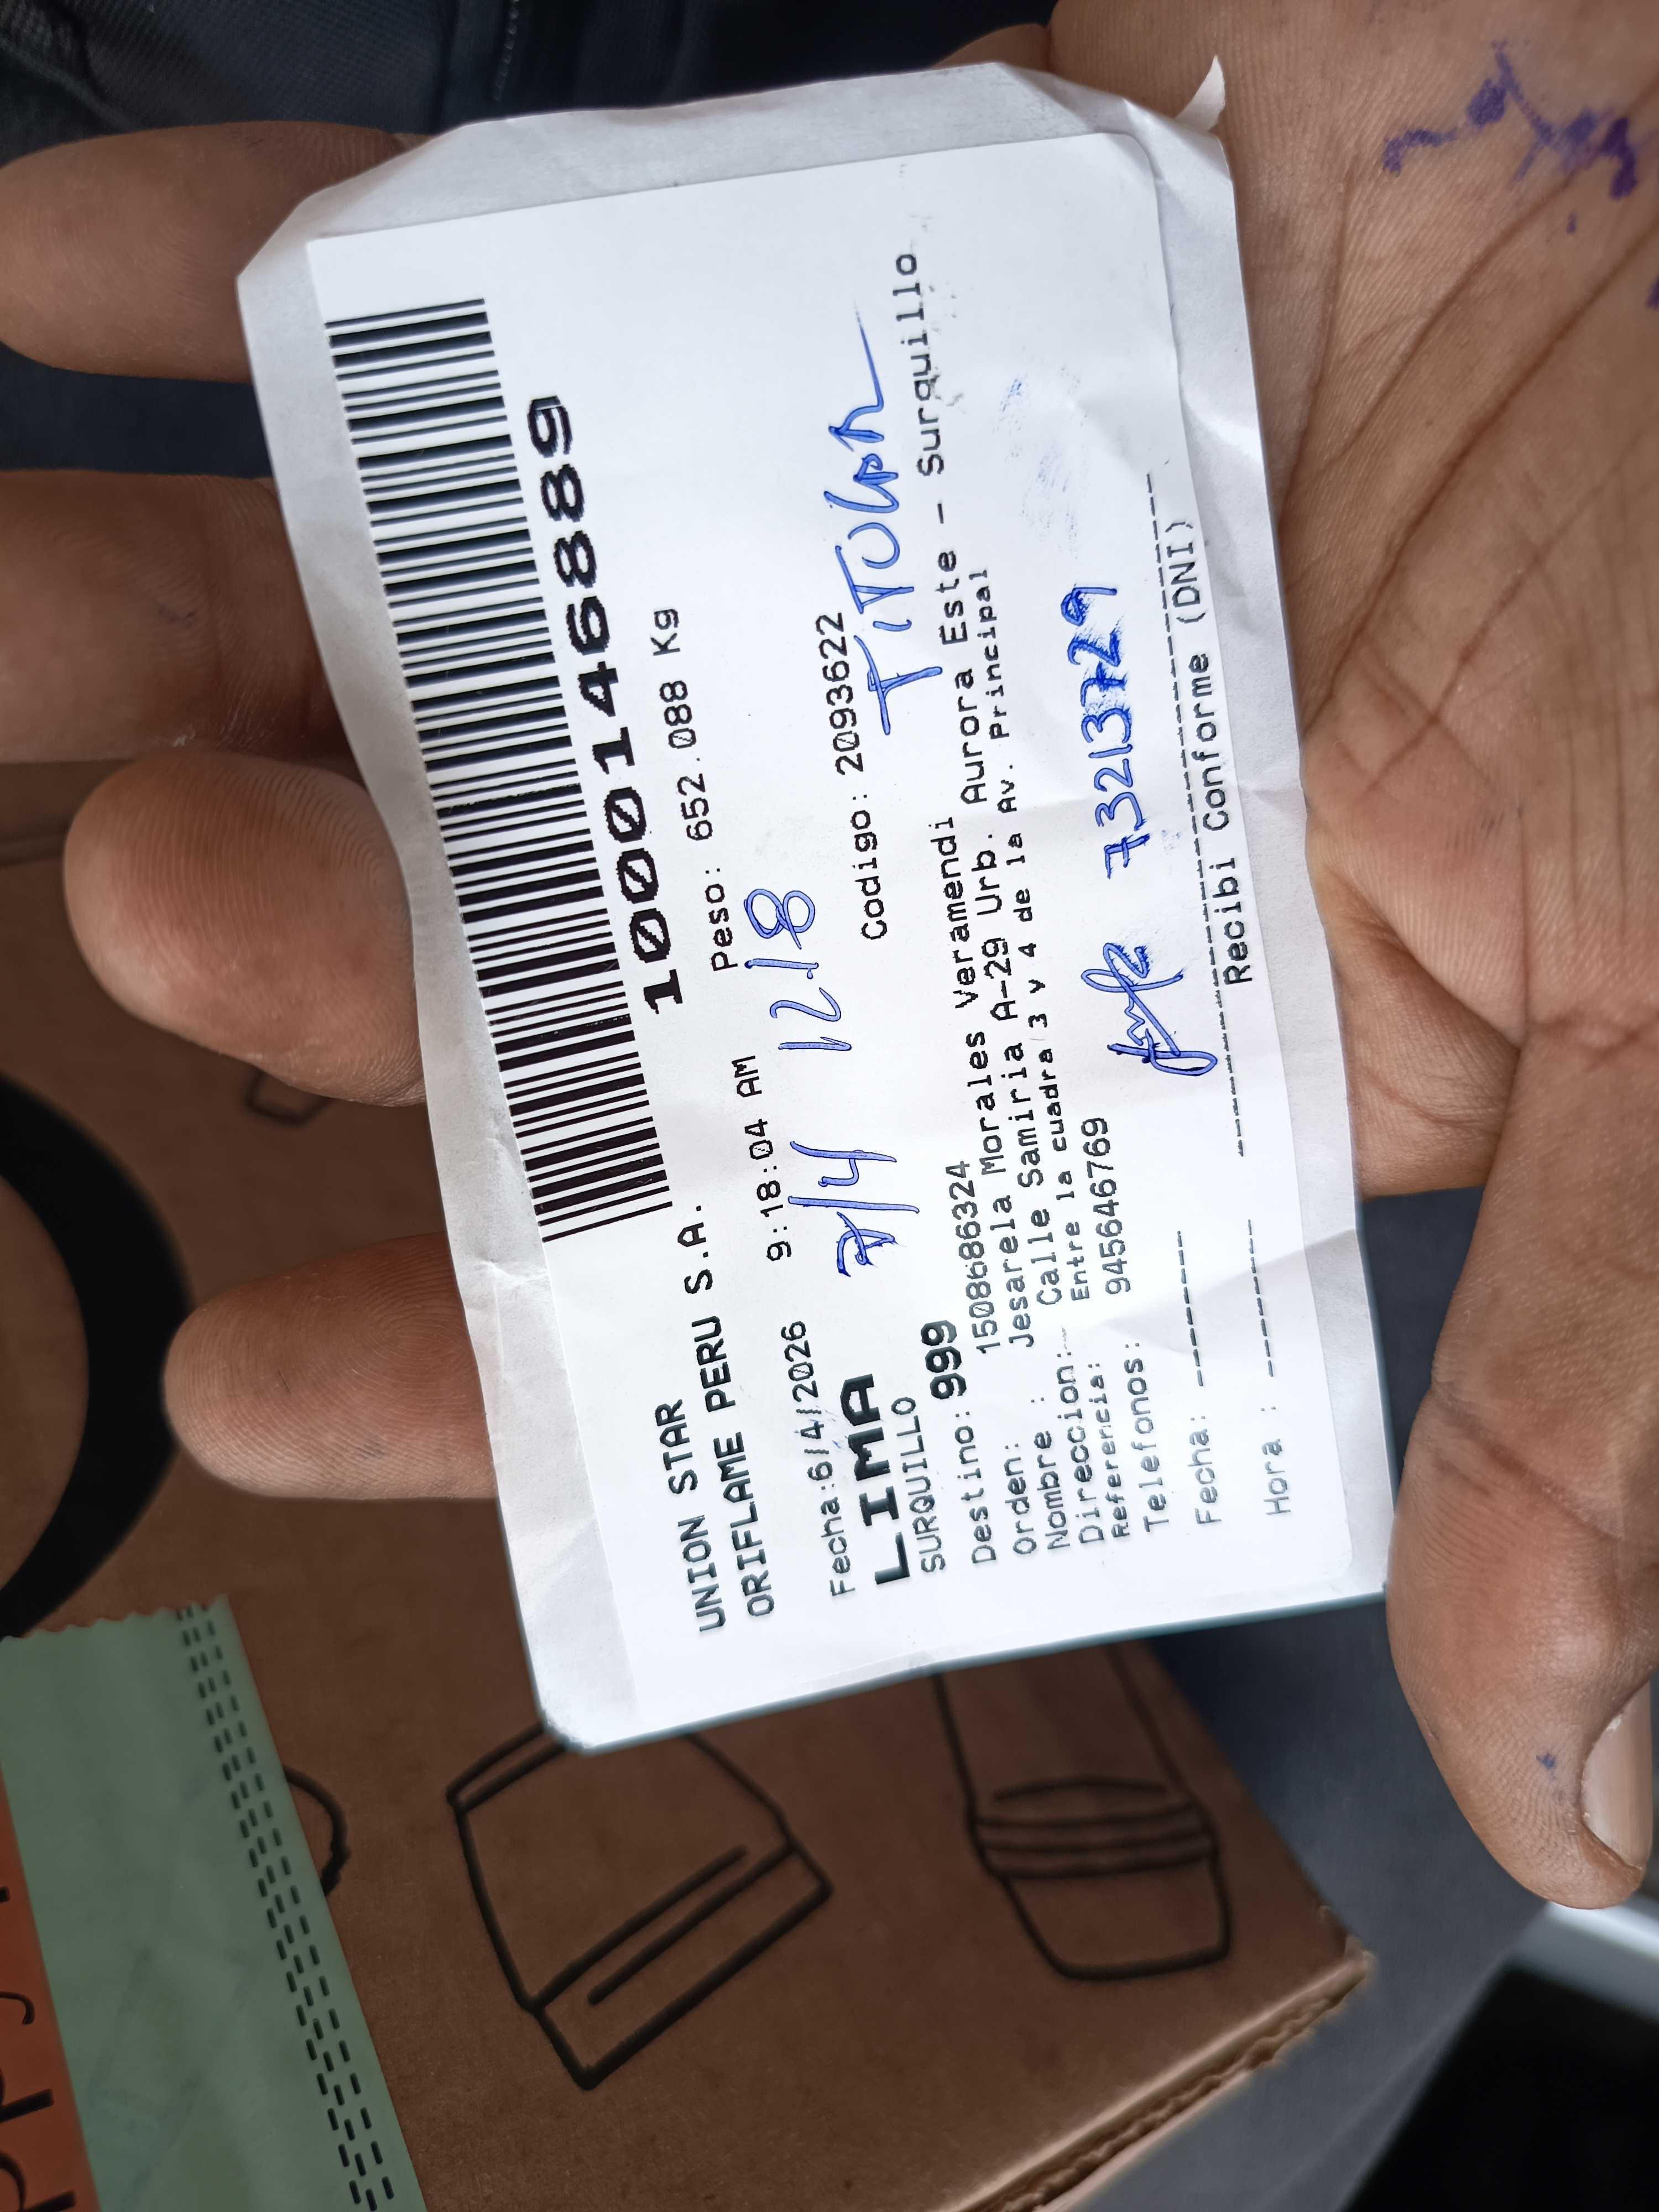 1000146889
UNION STAR
ORIFLAME PERU S.A.
Peso: 652.088 Kg
Fecha:6/4/2026 9:18:04 AM
7/4 12.18
LIMA
SURQUILLO
Codigo: 2093622
TITULAR
Destino: 999
Orden: 1508686324
Nombre : Jesarela Morales Veramendi
Direccion: Calle Samiria A-29 Urb. Aurora Este - Surquillo
Referencia: Entre la cuadra 3 y 4 de la Av. Principal
Telefonos: 945646769
73213729
Fecha: -------
Hora : -------
Recibi Conforme (DNI)